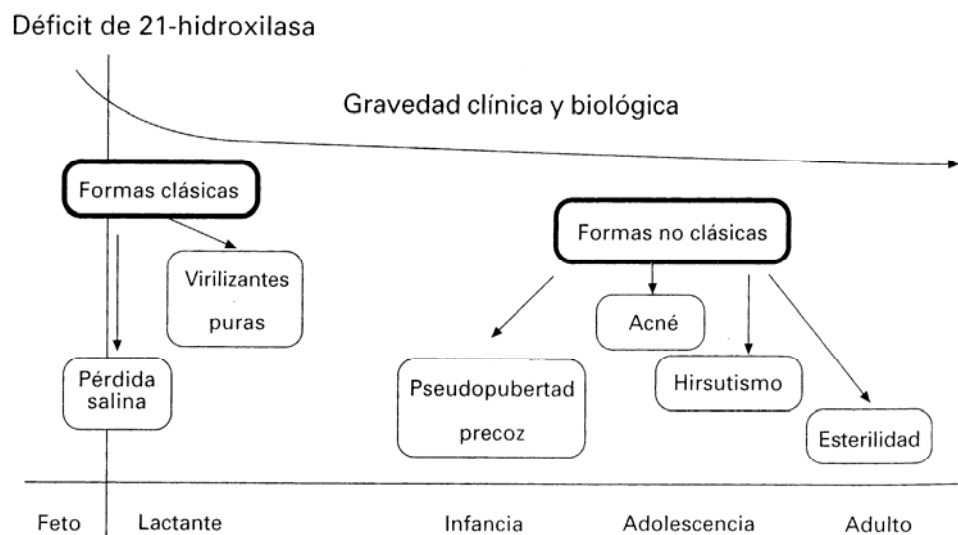 Déficit de 21-hidroxilasa
Gravedad clínica y biológica
Formas clásicas
Virilizantes
puras
Pérdida
salina
Formas no clásicas
Acné
Pseudopubertad
precoz
Hirsutismo
Esterilidad
Feto
Lactante
Infancia
Adolescencia
Adulto